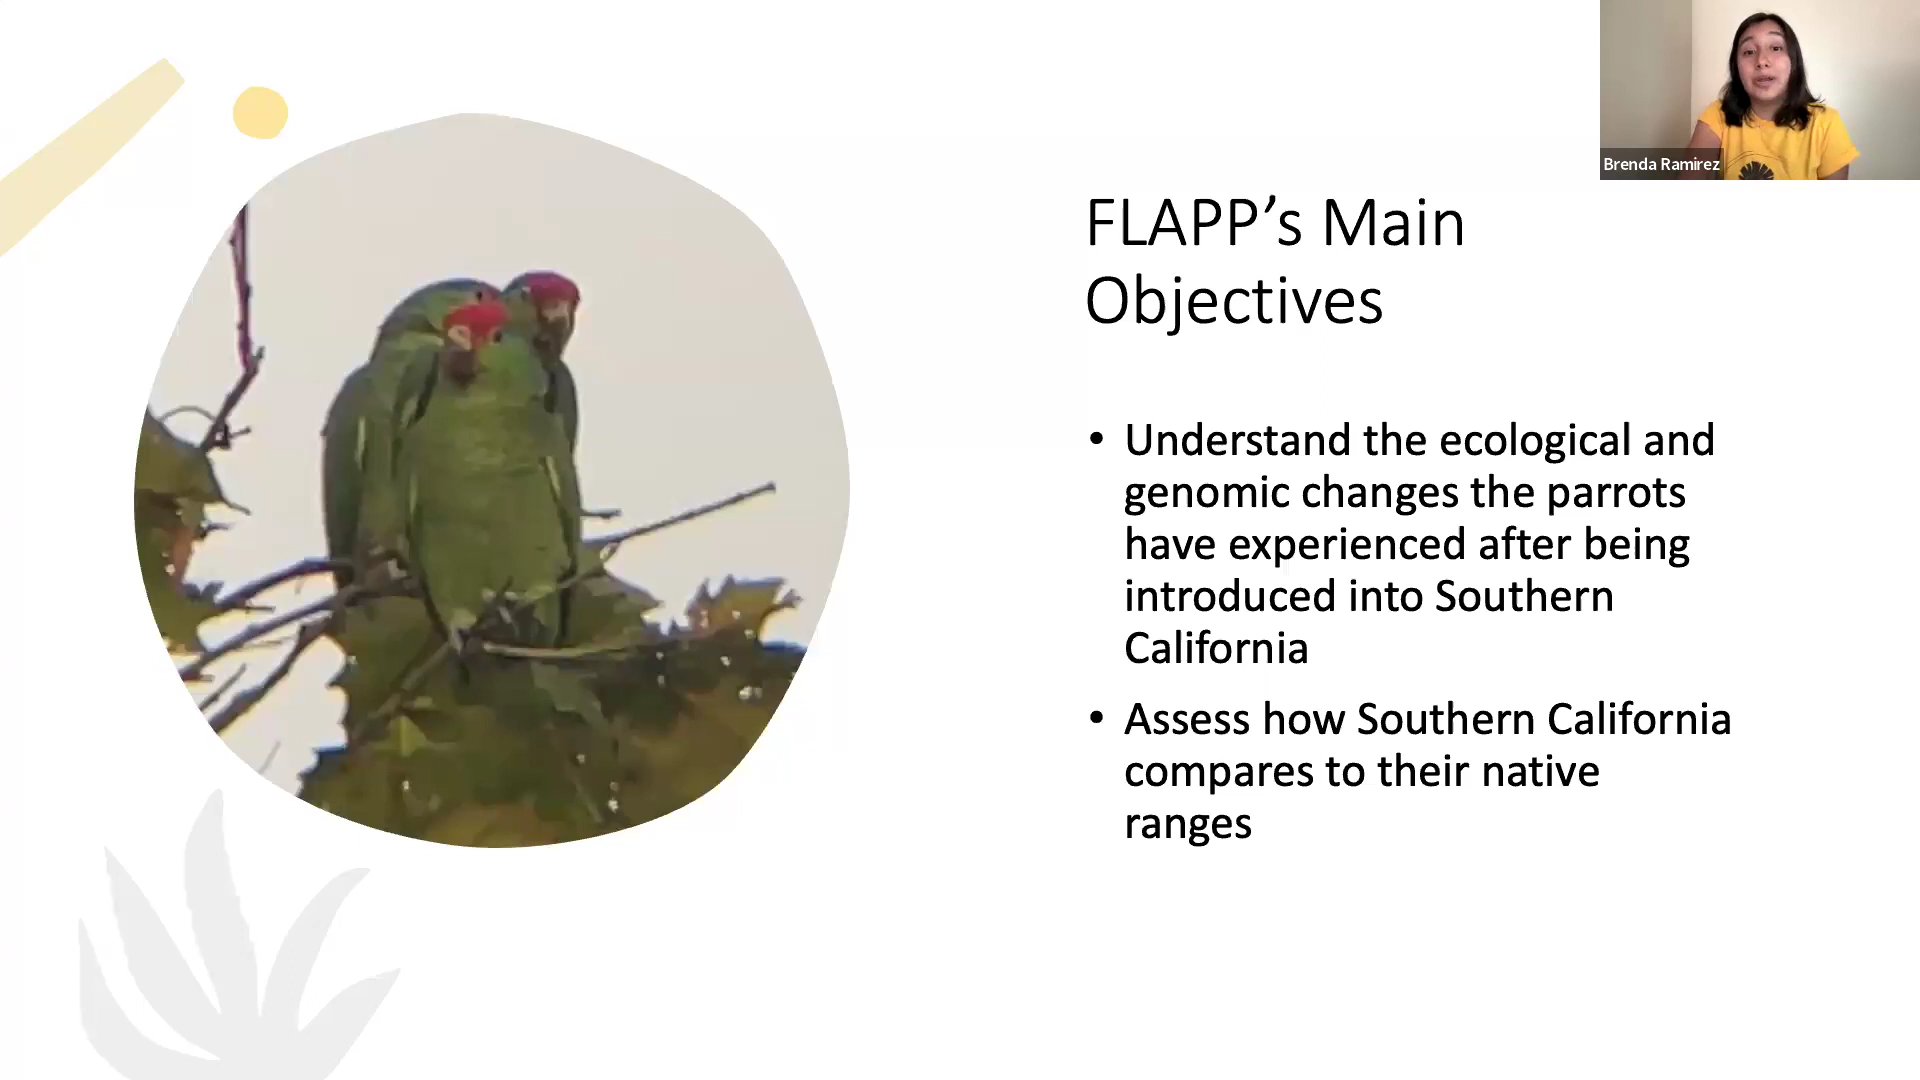 Brenda Ramirez
FLAPP’s Main
Objectives
• Understand the ecological and
genomic changes the parrots
have experienced after being
introduced into Southern
California
• Assess how Southern California
compares to their native
ranges